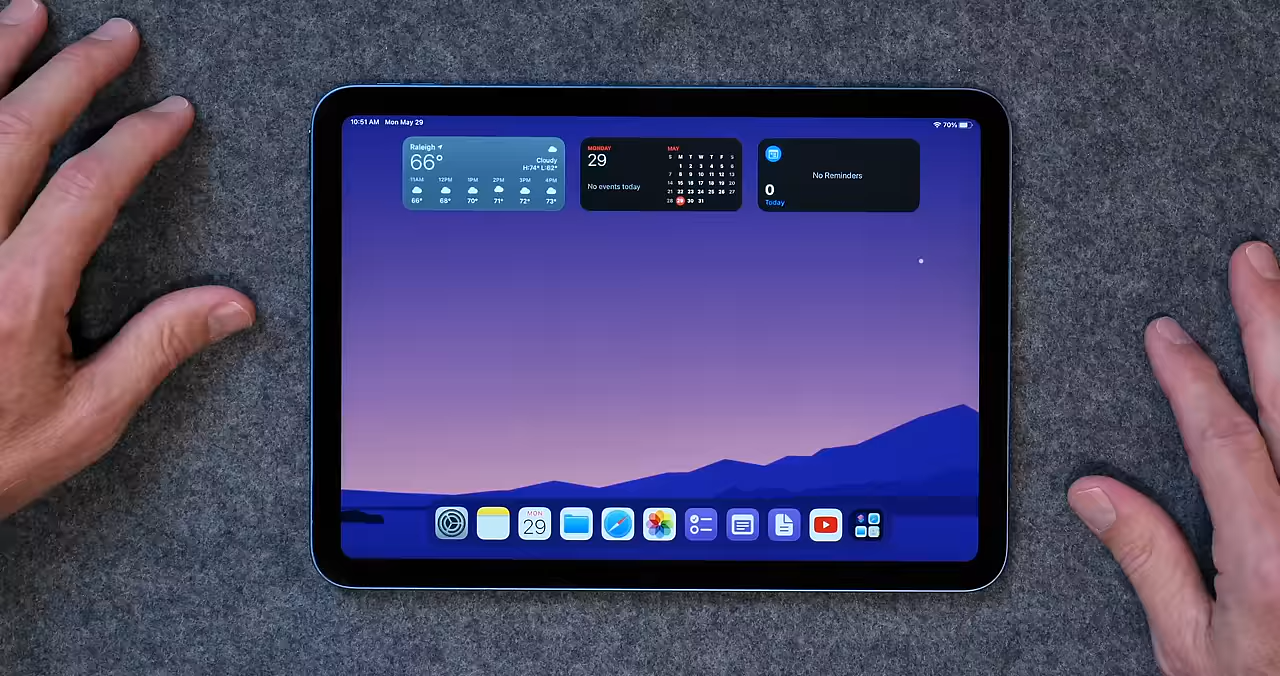 10:51 AM Mon May 29
70%
Raleigh
66°
Cloudy
H:74° L:62°
11AM 12PM 1PM 2PM 3PM 4PM
66° 68° 70° 71° 72° 73°
MONDAY
29
No events today
MAY
S M T W T F S
1 2 3 4 5 6
7 8 9 10 11 12 13
14 15 16 17 18 19 20
21 22 23 24 25 26 27
28 29 30 31
No Reminders
0
Today
MON
29